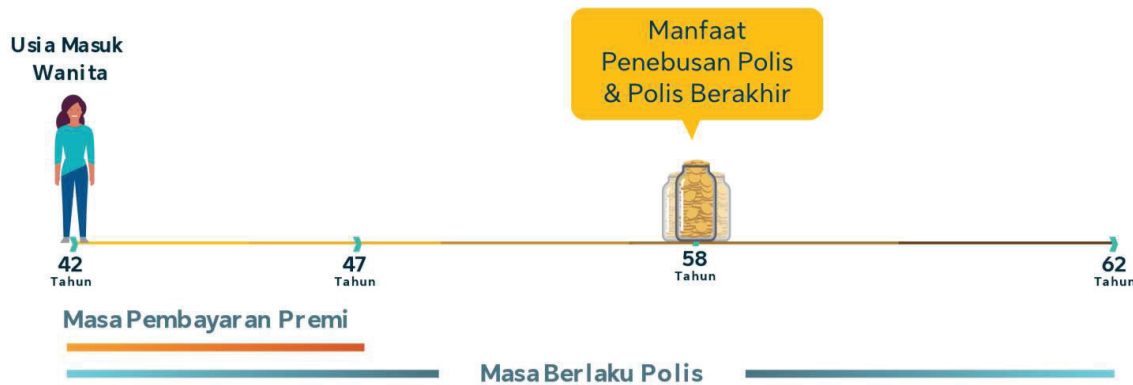 Usia Masuk
Wanita
Manfaat
Penebusan Polis
& Polis Berakhir
42
Tahun
47
Tahun
58
Tahun
62
Tahun
Masa Pembayaran Premi
Masa Berlaku Polis